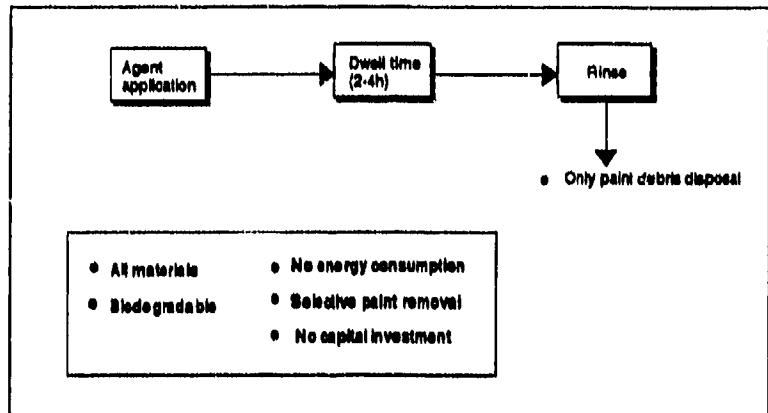 Agent
application
Dwell time
(2-4h)
Rinse
• Only paint debris disposal
• All materials
• Biodegradable
• No energy consumption
• Selective paint removal
• No capital investment